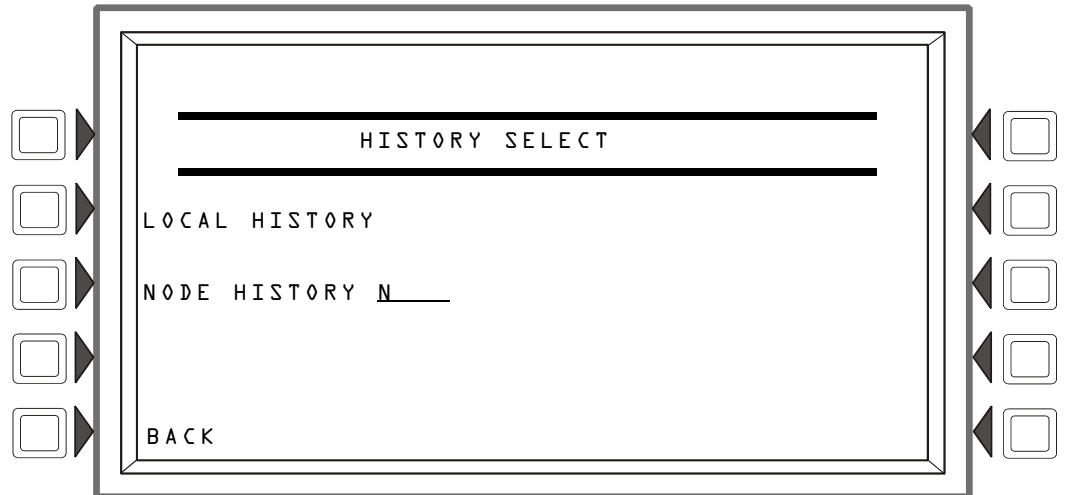 HISTORY SELECT
LOCAL HISTORY
NODE HISTORY N
BACK